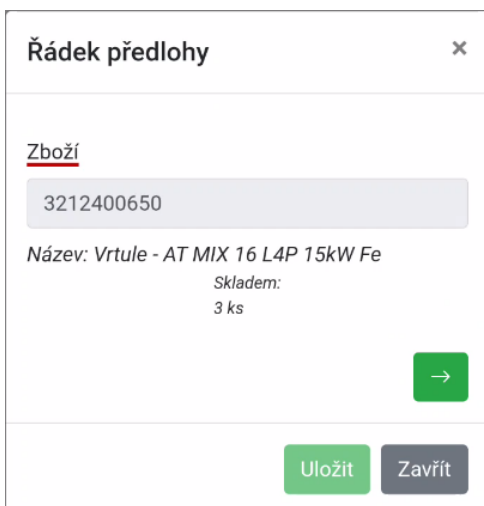 Řádek předlohy ×
Zboží
3212400650
Název: Vrtule - AT MIX 16 L4P 15kW Fe
Skladem:
3 ks
→
Uložit Zavřít